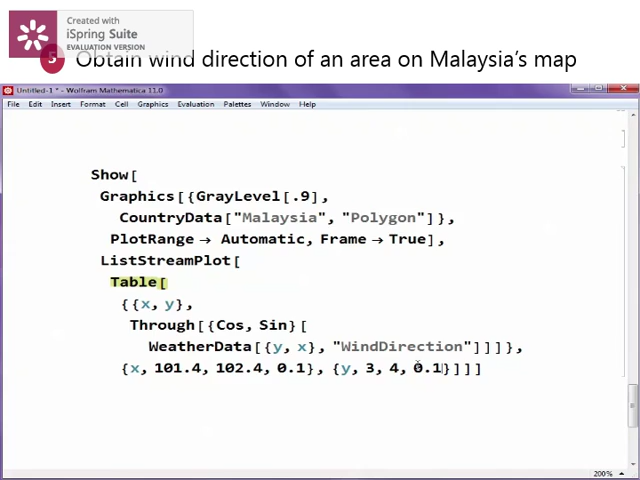 Created with
iSpring Suite
EVALUATION VERSION
5 Obtain wind direction of an area on Malaysia's map
Untitled-1 * - Wolfram Mathematica 11.0
File Edit Insert Format Cell Graphics Evaluation Palettes Window Help
Show[
Graphics[{GrayLevel[.9],
CountryData["Malaysia", "Polygon"]},
PlotRange → Automatic, Frame → True],
ListStreamPlot[
Table[
{{x, y},
Through[{Cos, Sin}[
WeatherData[{y, x}, "WindDirection"]]]},
{x, 101.4, 102.4, 0.1}, {y, 3, 4, 0.1}]]]
200%